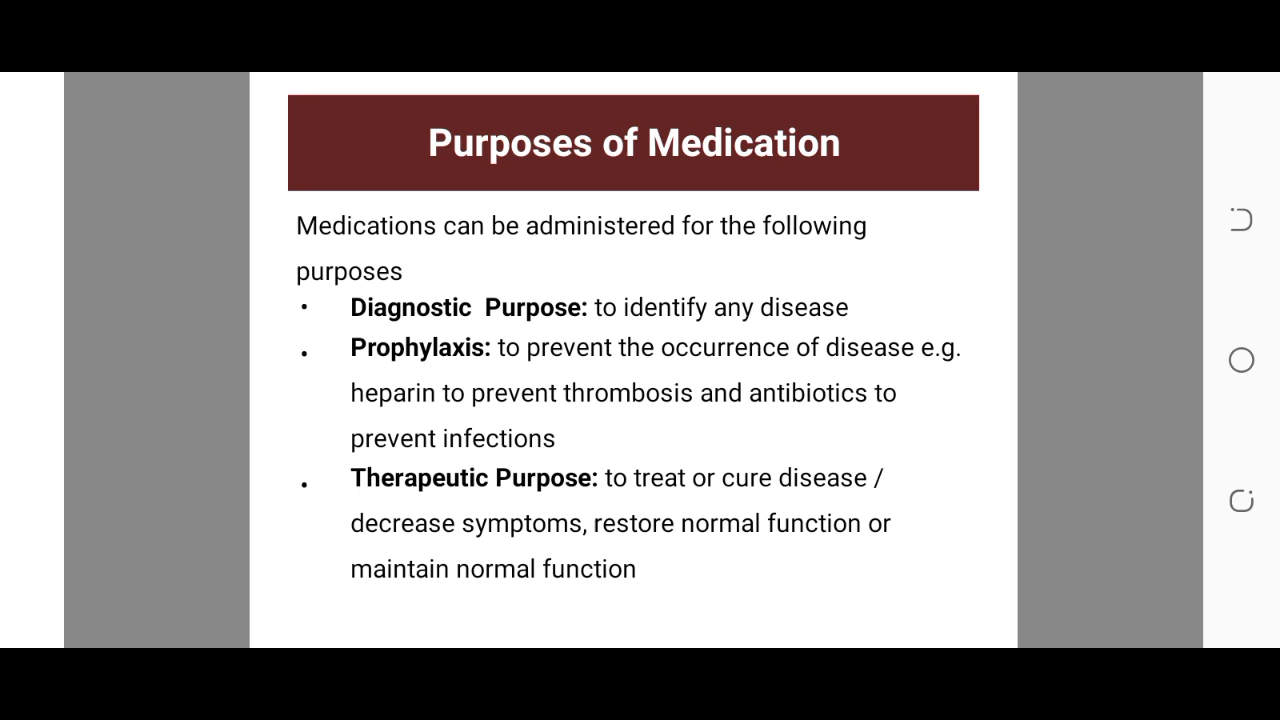 Purposes of Medication
Medications can be administered for the following
purposes
• Diagnostic  Purpose: to identify any disease
• Prophylaxis: to prevent the occurrence of disease e.g.
heparin to prevent thrombosis and antibiotics to
prevent infections
• Therapeutic Purpose: to treat or cure disease /
decrease symptoms, restore normal function or
maintain normal function